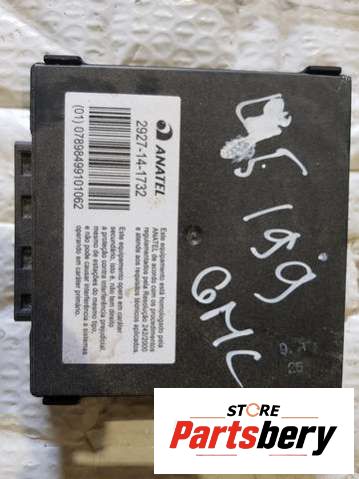 ANATEL
2927-14-1732
(01) 07898499101062
Este equipamento está homologado pela
ANATEL de acordo com os procedimentos
regulamentados pela Resolução 242/2000
e atende aos requisitos técnicos aplicados.
Este equipamento opera em caráter
secundário, isto é, não tem direito
a proteção contra interferência prejudicial,
mesmo de estações do mesmo tipo,
e não pode causar interferência a sistemas
operando em caráter primário.
199
GMC
25
STORE
Partsbery